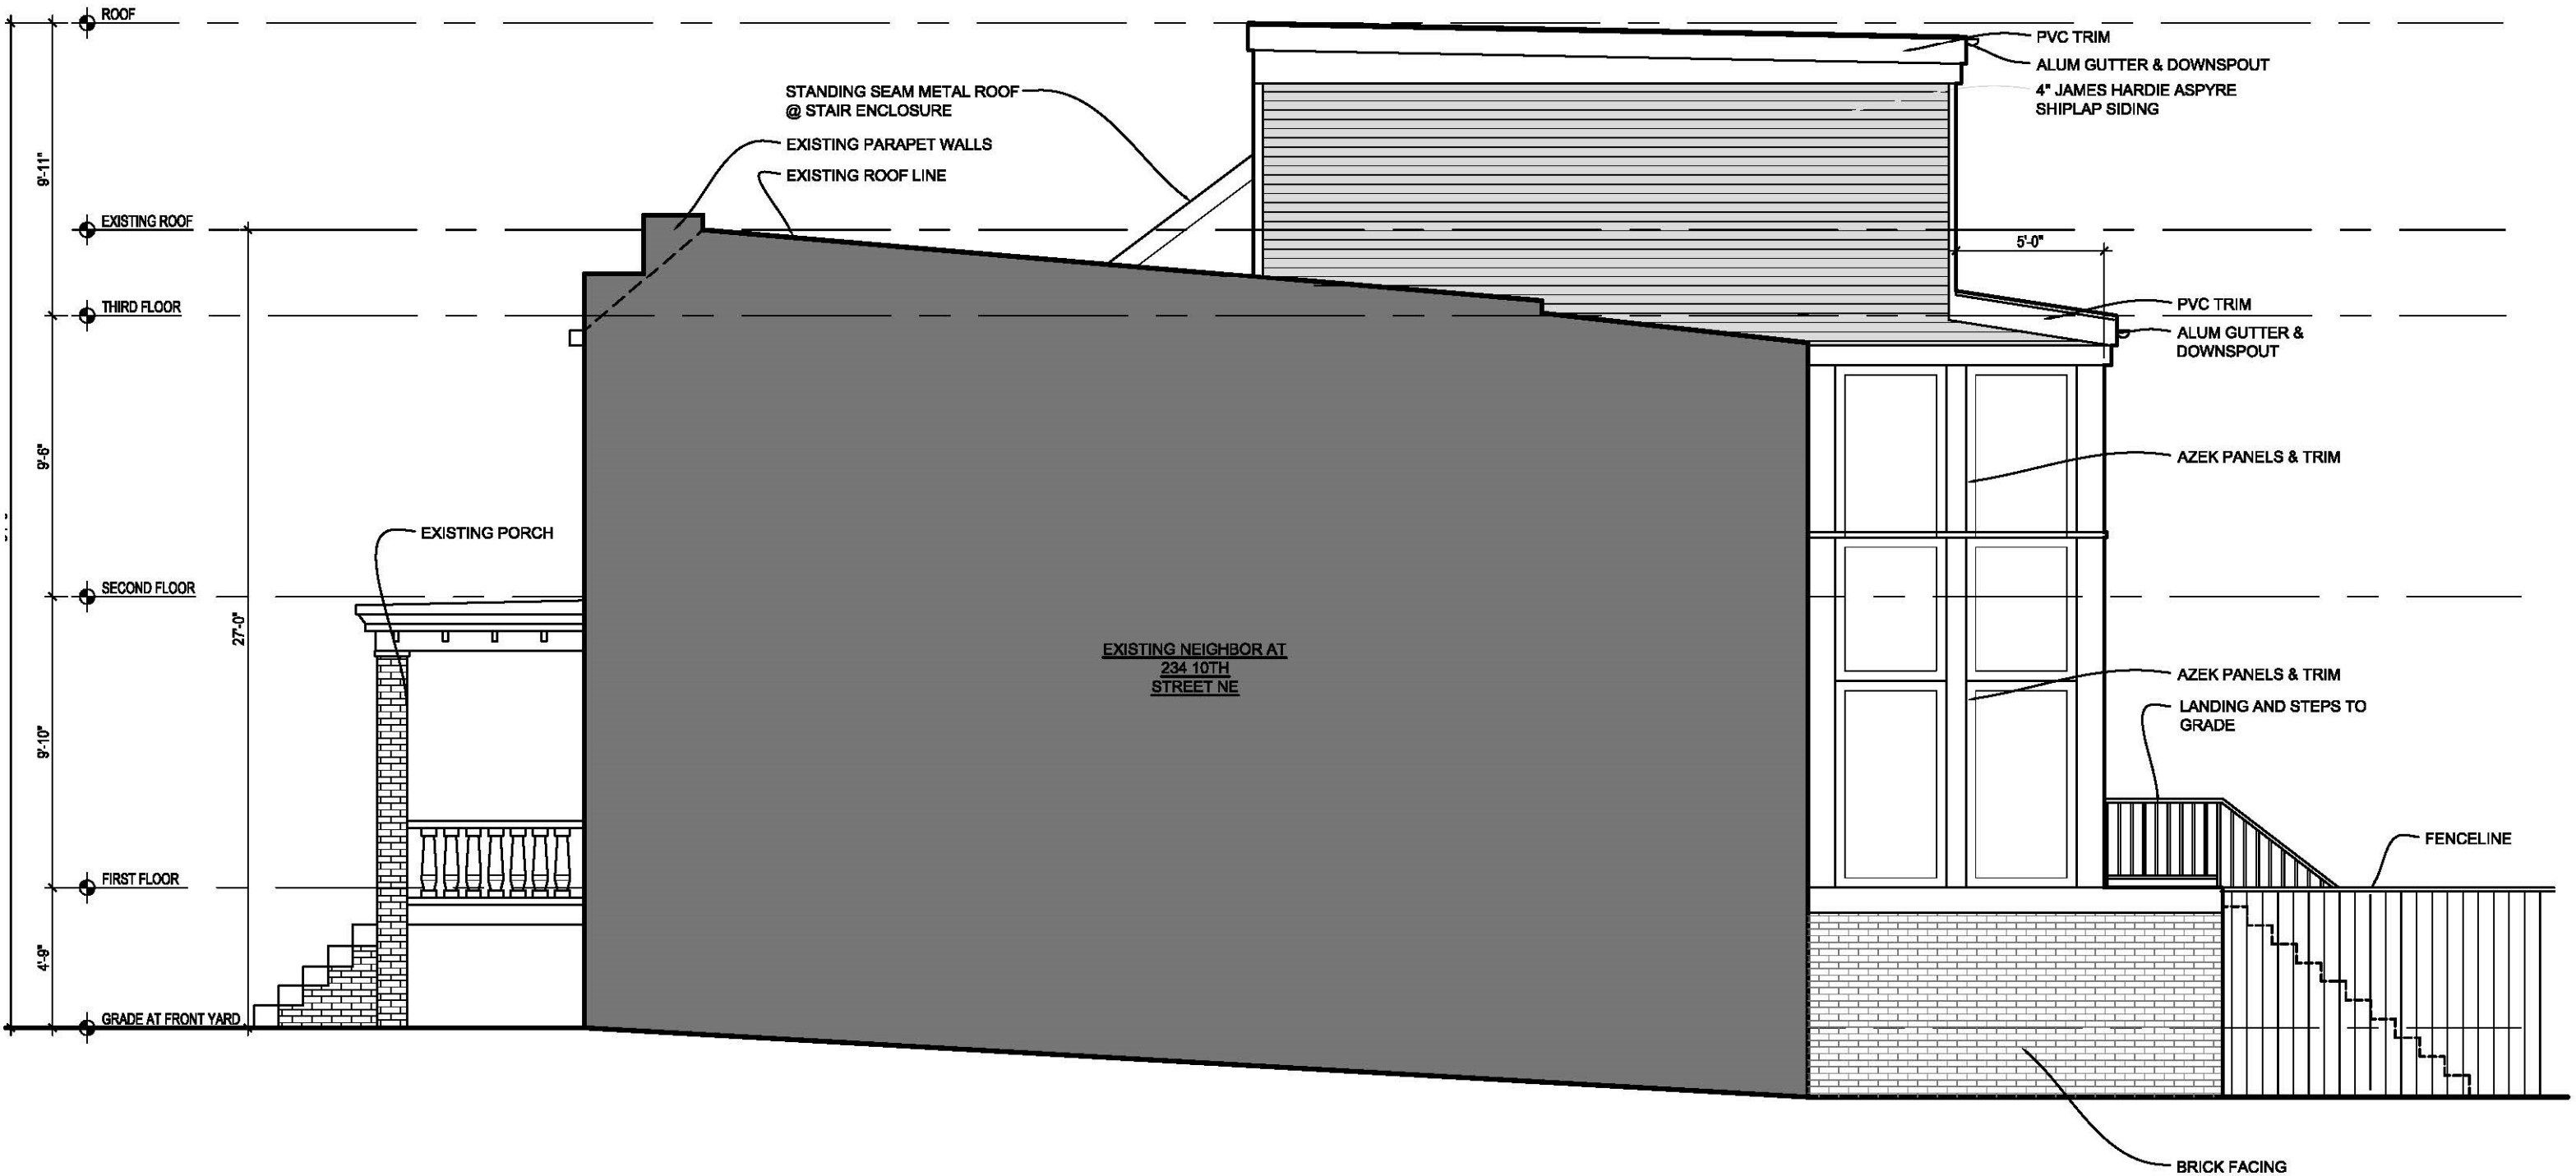 ROOF
PVC TRIM
ALUM GUTTER & DOWNSPOUT
4" JAMES HARDIE ASPYRE
SHIPLAP SIDING
STANDING SEAM METAL ROOF
@ STAIR ENCLOSURE
EXISTING PARAPET WALLS
EXISTING ROOF LINE
9'-11"
EXISTING ROOF
5'-0"
THIRD FLOOR
PVC TRIM
ALUM GUTTER &
DOWNSPOUT
9'-6"
AZEK PANELS & TRIM
EXISTING PORCH
SECOND FLOOR
27'-0"
EXISTING NEIGHBOR AT
234 10TH
STREET NE
AZEK PANELS & TRIM
LANDING AND STEPS TO
GRADE
9'-10"
FENCELINE
FIRST FLOOR
4'-9"
GRADE AT FRONT YARD
BRICK FACING